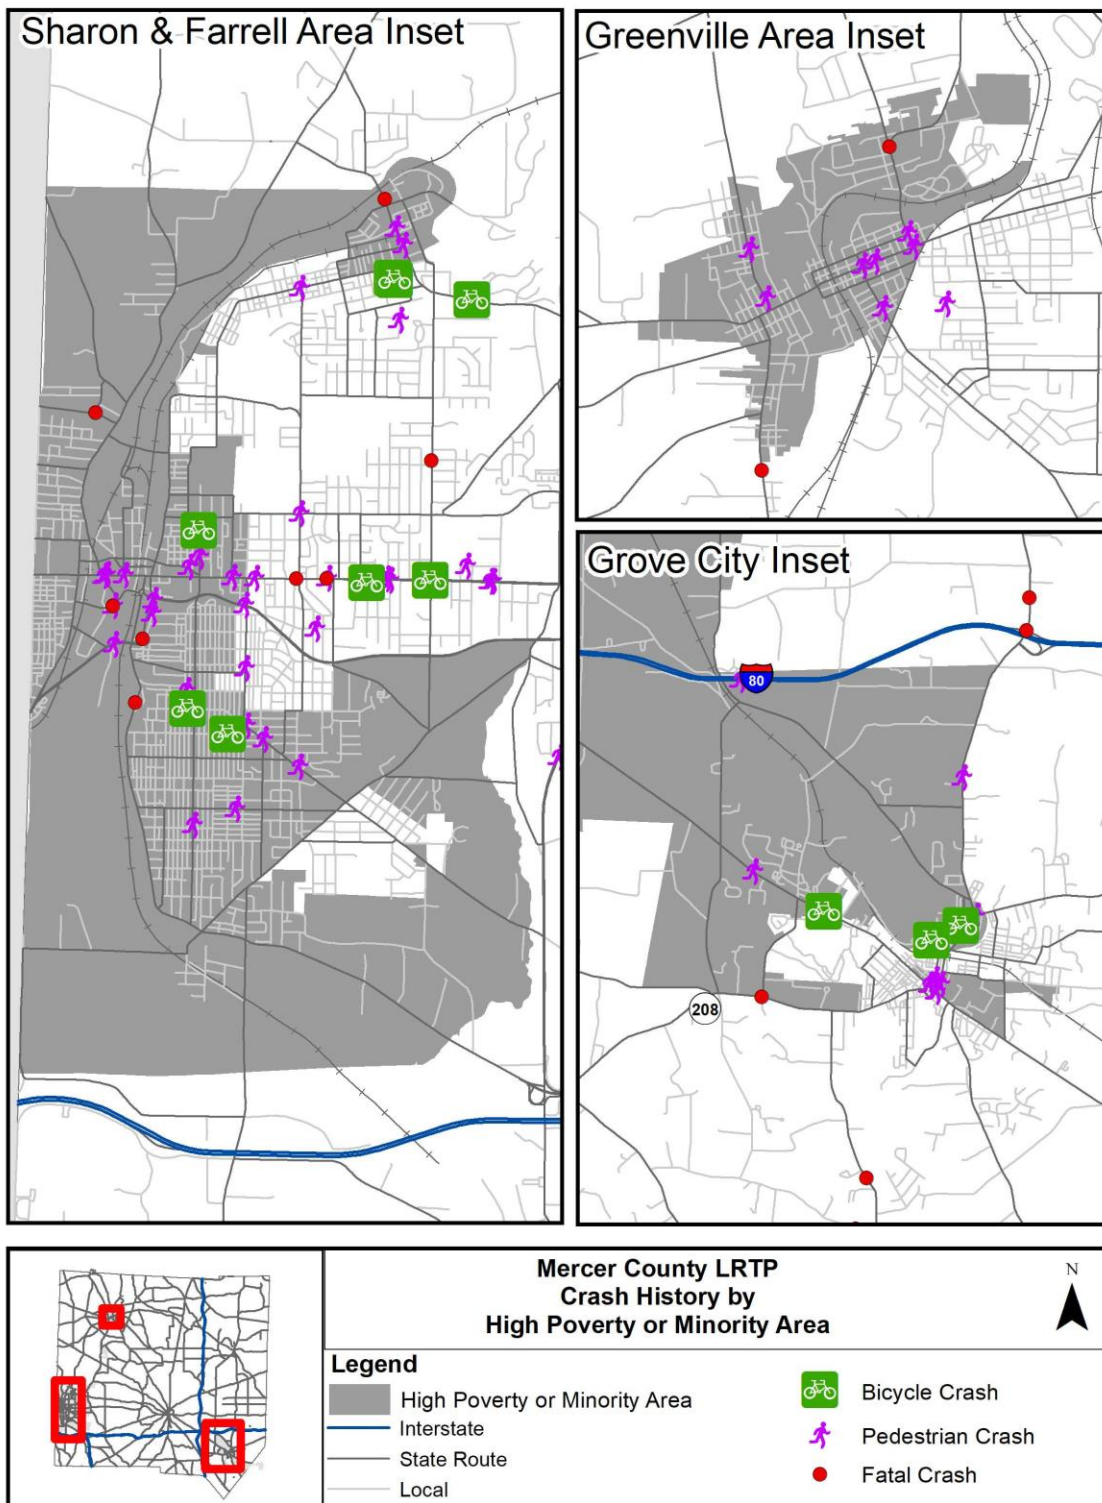 Sharon & Farrell Area Inset
Greenville Area Inset
Grove City Inset
80
208
Mercer County LRTP
Crash History by
High Poverty or Minority Area
N
Legend
High Poverty or Minority Area
Interstate
State Route
Local
Bicycle Crash
Pedestrian Crash
Fatal Crash